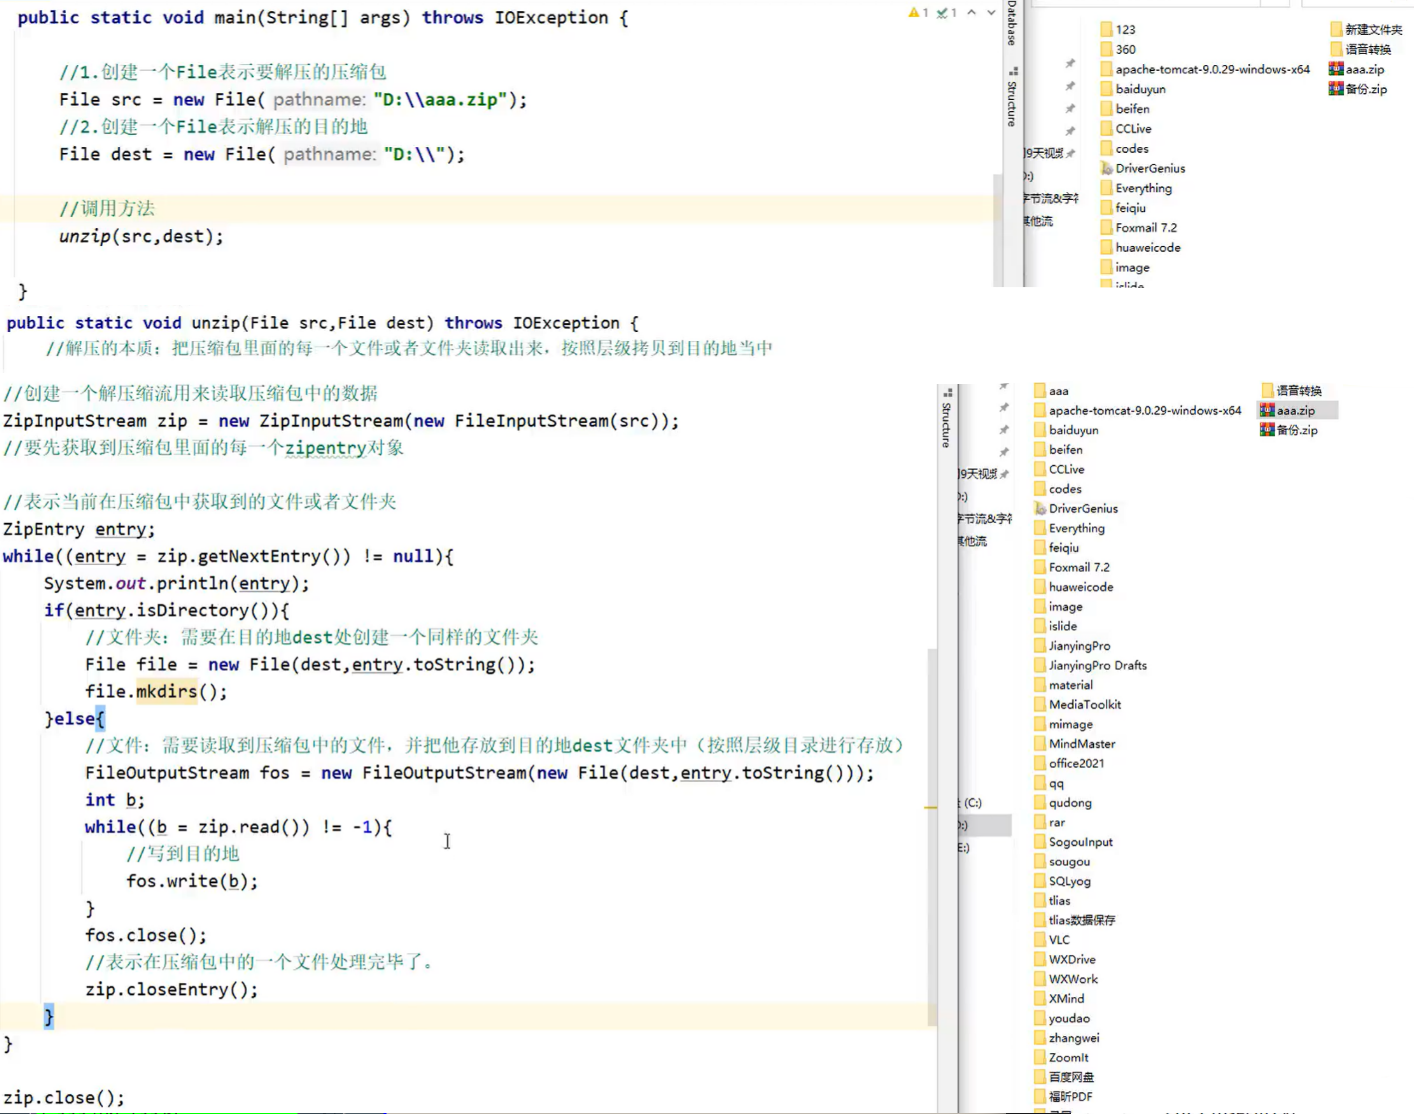 public static void main(String[] args) throws IOException {
//1.创建一个File表示要解压的压缩包
File src = new File( pathname: "D:\\aaa.zip");
//2.创建一个File表示解压的目的地
File dest = new File( pathname: "D:\\");
//调用方法
unzip(src,dest);
}
1 1
Database
Structure
9天视频
:)
字节流&字符
其他流
123
360
apache-tomcat-9.0.29-windows-x64
baiduyun
beifen
CCLive
codes
DriverGenius
Everything
feiqiu
Foxmail 7.2
huaweicode
image
islide
新建文件夹
语音转换
aaa.zip
备份.zip
public static void unzip(File src,File dest) throws IOException {
//解压的本质：把压缩包里面的每一个文件或者文件夹读取出来，按照层级拷贝到目的地当中
//创建一个解压缩流用来读取压缩包中的数据
ZipInputStream zip = new ZipInputStream(new FileInputStream(src));
//要先获取到压缩包里面的每一个zipentry对象
//表示当前在压缩包中获取到的文件或者文件夹
ZipEntry entry;
while((entry = zip.getNextEntry()) != null){
System.out.println(entry);
if(entry.isDirectory()){
//文件夹：需要在目的地dest处创建一个同样的文件夹
File file = new File(dest,entry.toString());
file.mkdirs();
}else{
//文件：需要读取到压缩包中的文件，并把他存放到目的地dest文件夹中（按照层级目录进行存放）
FileOutputStream fos = new FileOutputStream(new File(dest,entry.toString()));
int b;
while((b = zip.read()) != -1){
//写到目的地
fos.write(b);
}
fos.close();
//表示在压缩包中的一个文件处理完毕了。
zip.closeEntry();
}
}
zip.close();
Structure
9天视频
:)
字节流&字符
其他流
(C:)
:)
E:)
aaa
apache-tomcat-9.0.29-windows-x64
baiduyun
beifen
CCLive
codes
DriverGenius
Everything
feiqiu
Foxmail 7.2
huaweicode
image
islide
JianyingPro
JianyingPro Drafts
material
MediaToolkit
mimage
MindMaster
office2021
qq
qudong
rar
SogouInput
sougou
SQLyog
tlias
tlias数据保存
VLC
WXDrive
WXWork
XMind
youdao
zhangwei
ZoomIt
百度网盘
福昕PDF
语音转换
aaa.zip
备份.zip